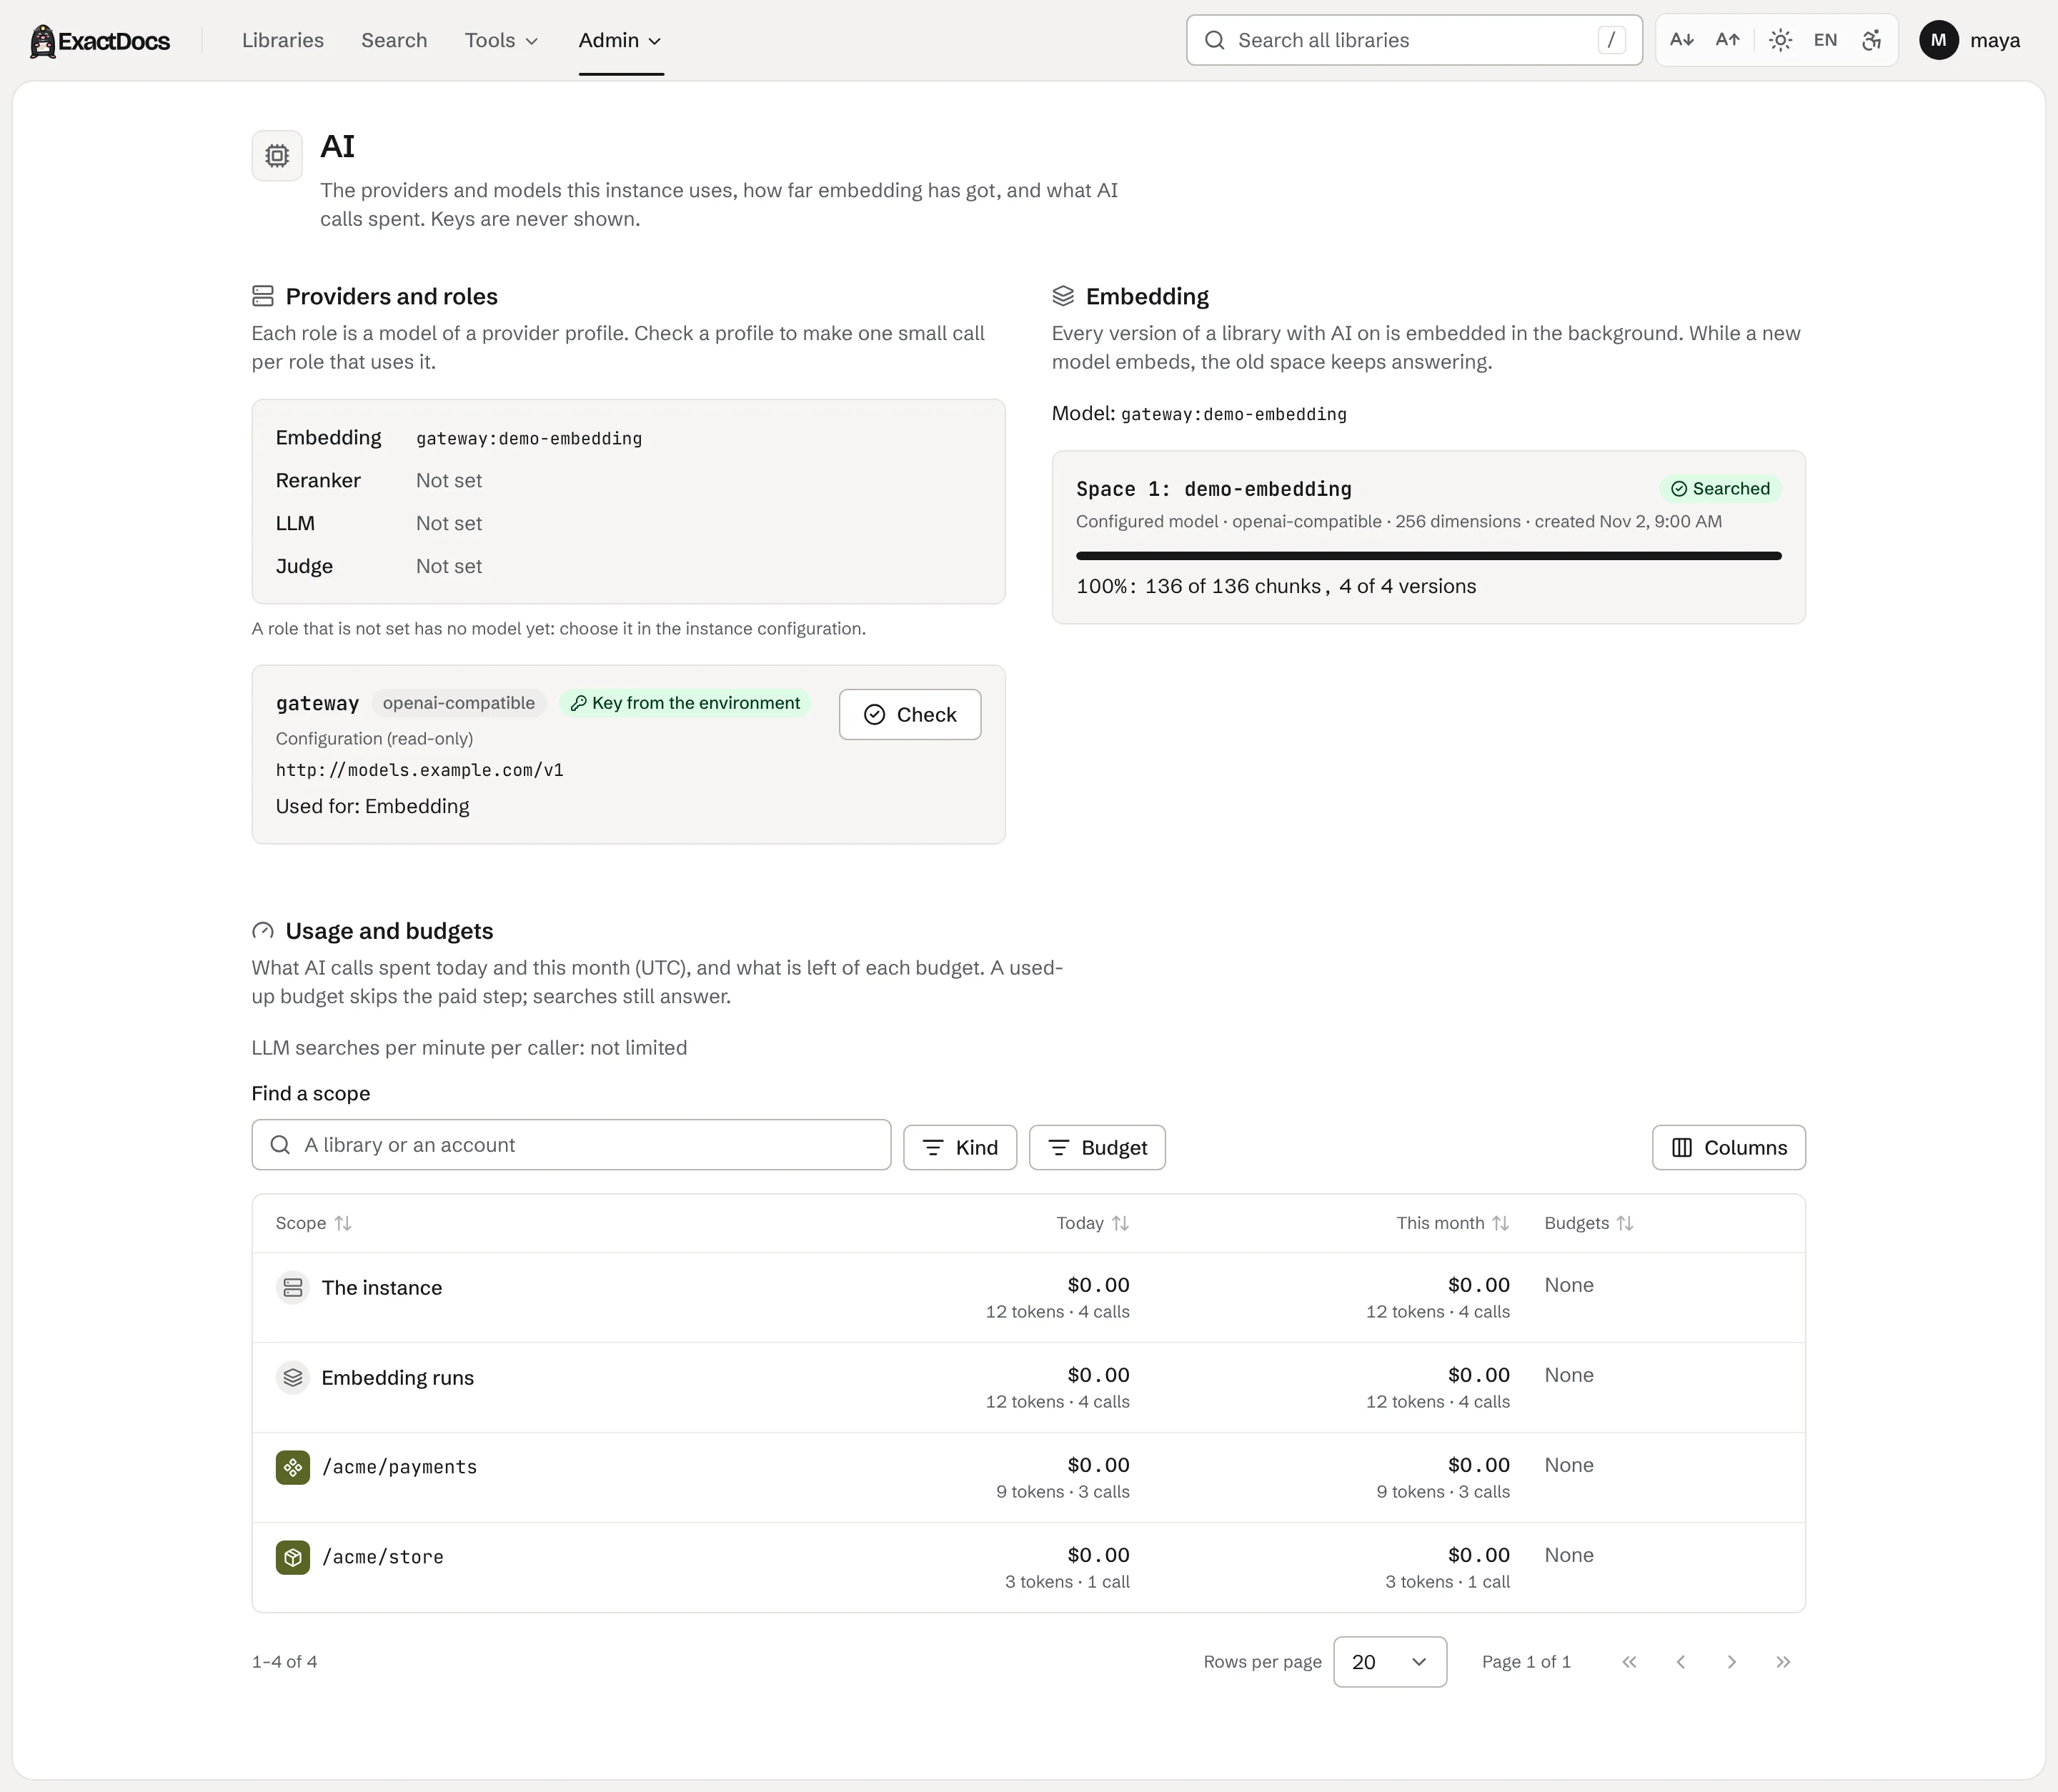 ExactDocs
Libraries
Search
Tools
Admin
Search all libraries
/
A↓
A↑
EN
M
maya
AI
The providers and models this instance uses, how far embedding has got, and what AI
calls spent. Keys are never shown.
Providers and roles
Each role is a model of a provider profile. Check a profile to make one small call
per role that uses it.
Embedding gateway:demo-embedding
Reranker Not set
LLM Not set
Judge Not set
A role that is not set has no model yet: choose it in the instance configuration.
gateway openai-compatible Key from the environment
Check
Configuration (read-only)
http://models.example.com/v1
Used for: Embedding
Embedding
Every version of a library with AI on is embedded in the background. While a new
model embeds, the old space keeps answering.
Model: gateway:demo-embedding
Space 1: demo-embedding
Searched
Configured model · openai-compatible · 256 dimensions · created Nov 2, 9:00 AM
100%: 136 of 136 chunks, 4 of 4 versions
Usage and budgets
What AI calls spent today and this month (UTC), and what is left of each budget. A used-
up budget skips the paid step; searches still answer.
LLM searches per minute per caller: not limited
Find a scope
A library or an account
Kind
Budget
Columns
Scope Today This month Budgets
The instance $0.00 $0.00 None
12 tokens · 4 calls 12 tokens · 4 calls
Embedding runs $0.00 $0.00 None
12 tokens · 4 calls 12 tokens · 4 calls
/acme/payments $0.00 $0.00 None
9 tokens · 3 calls 9 tokens · 3 calls
/acme/store $0.00 $0.00 None
3 tokens · 1 call 3 tokens · 1 call
1–4 of 4
Rows per page 20
Page 1 of 1